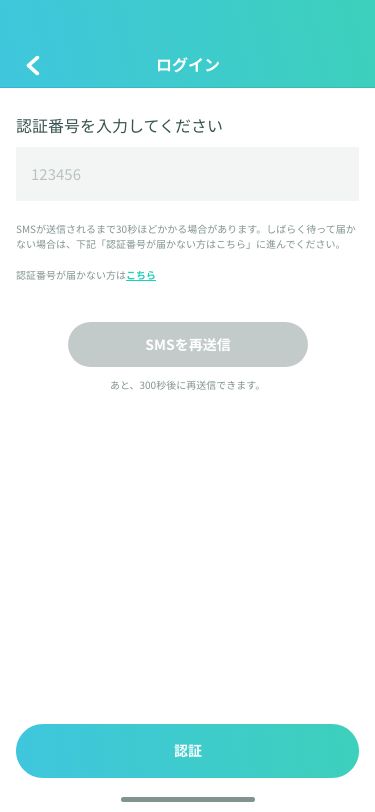 ログイン
認証番号を入力してください
123456
SMSが送信されるまで30秒ほどかかる場合があります。しばらく待って届か
ない場合は、下記「認証番号が届かない方はこちら」に進んでください。
認証番号が届かない方はこちら
SMSを再送信
あと、300秒後に再送信できます。
認証